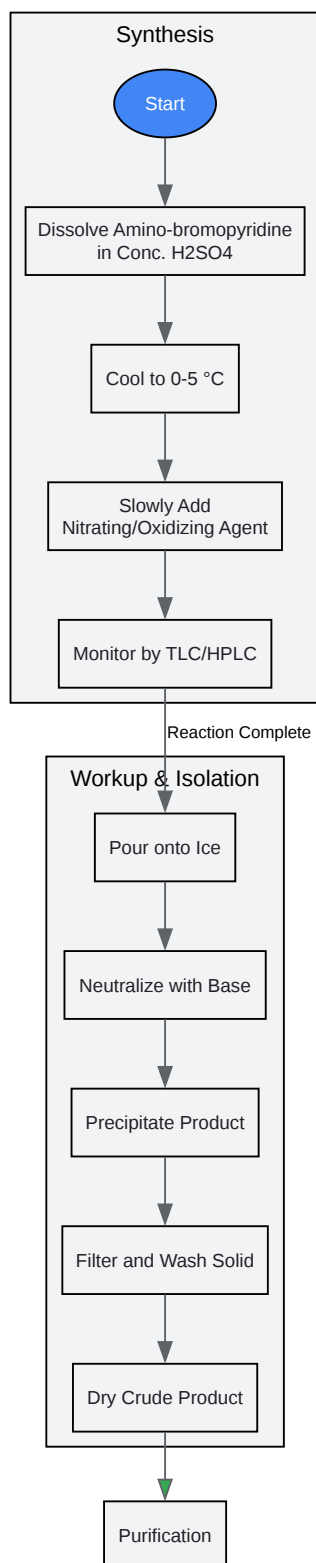 Synthesis
Start
Dissolve Amino-bromopyridine
in Conc. H2SO4
Cool to 0-5 °C
Slowly Add
Nitrating/Oxidizing Agent
Monitor by TLC/HPLC
Reaction Complete
Workup & Isolation
Pour onto Ice
Neutralize with Base
Precipitate Product
Filter and Wash Solid
Dry Crude Product
Purification